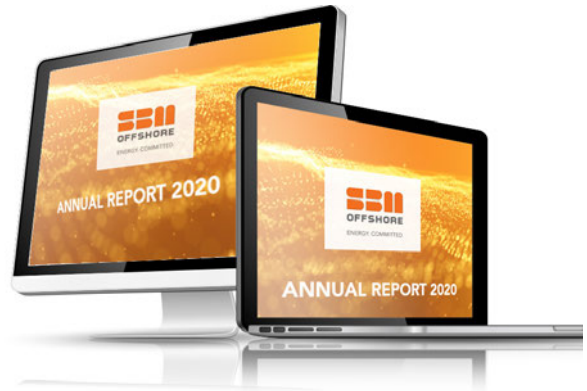 SBM
OFFSHORE
ENERGY. COMMITTED
ANNUAL REPORT 2020
SBM
OFFSHORE
ENERGY. COMMITTED
ANNUAL REPORT 2020